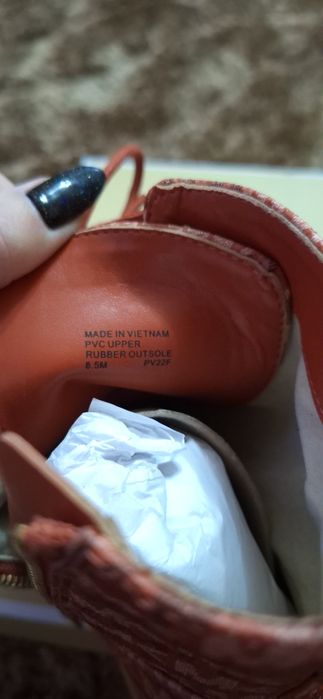 MADE IN VIETNAM
PVC UPPER
RUBBER OUTSOLE
8.5M PV22F